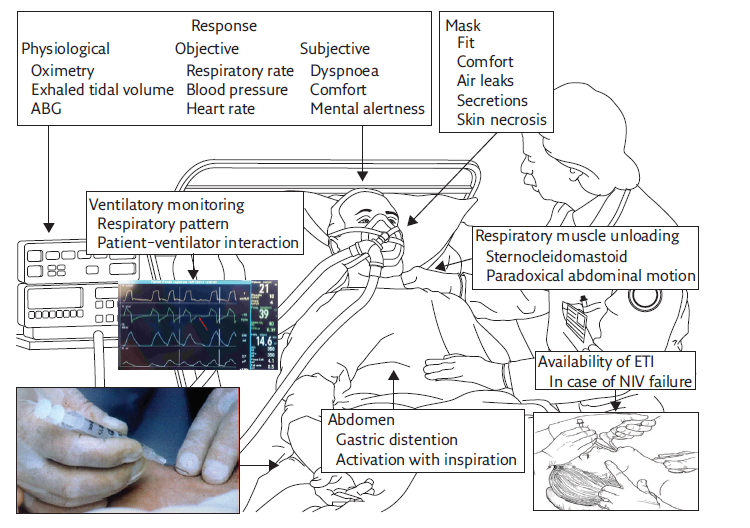 Response
Physiological
Oximetry
Exhaled tidal volume
ABG
Objective
Respiratory rate
Blood pressure
Heart rate
Subjective
Dyspnoea
Comfort
Mental alertness
Mask
Fit
Comfort
Air leaks
Secretions
Skin necrosis
Ventilatory monitoring
Respiratory pattern
Patient–ventilator interaction
Respiratory muscle unloading
Sternocleidomastoid
Paradoxical abdominal motion
21
39
14.6
Availability of ETI
In case of NIV failure
Abdomen
Gastric distention
Activation with inspiration